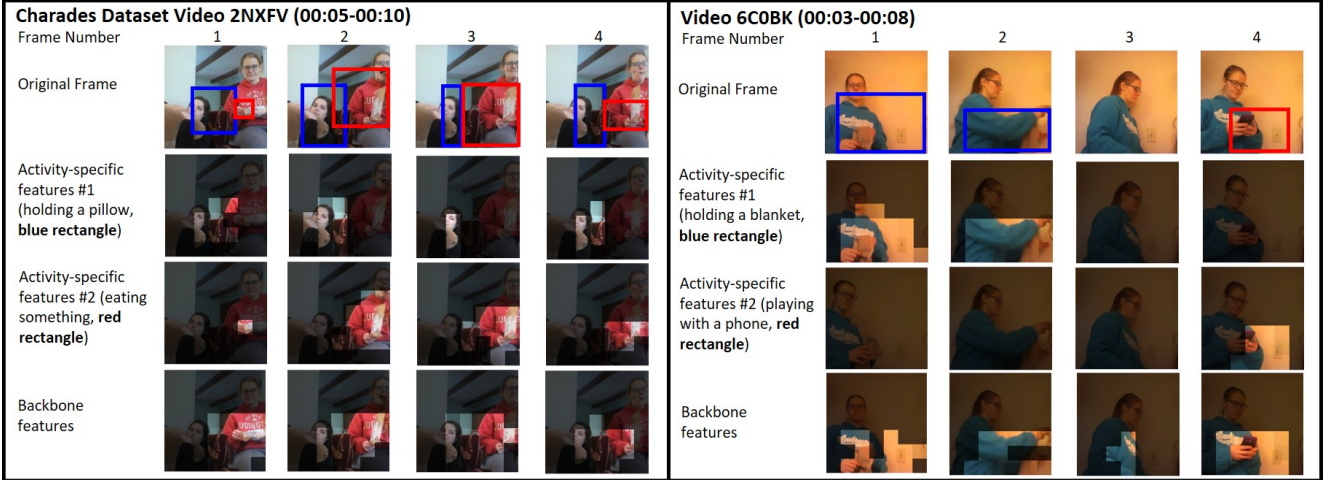 Charades Dataset Video 2NXFV (00:05-00:10)
Frame Number 1 2 3 4
Original Frame
Activity-specific
features #1
(holding a pillow,
blue rectangle)
Activity-specific
features #2 (eating
something, red
rectangle)
Backbone
features
Video 6C0BK (00:03-00:08)
Frame Number 1 2 3 4
Original Frame
Activity-specific
features #1
(holding a blanket,
blue rectangle)
Activity-specific
features #2 (playing
with a phone, red
rectangle)
Backbone
features